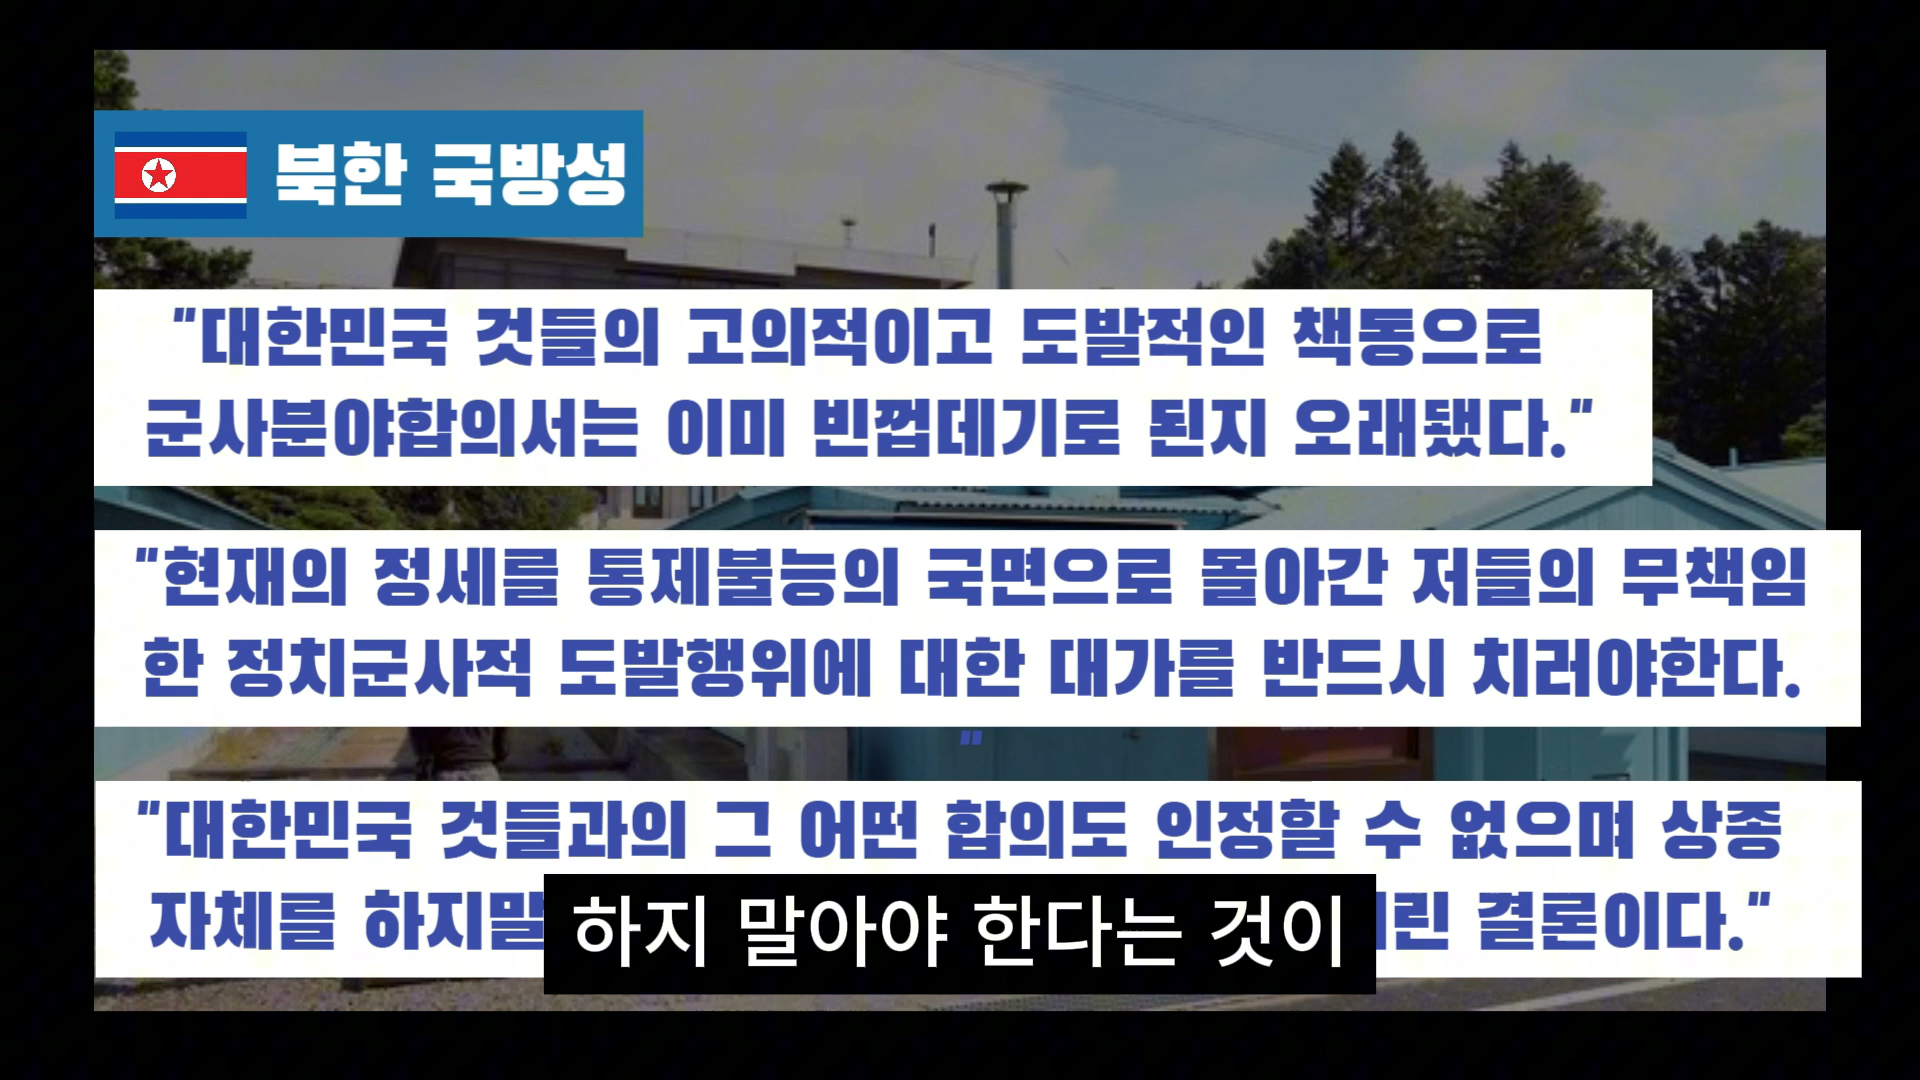 북한 국방성
"대한민국 것들의 고의적이고 도발적인 책동으로
군사분야합의서는 이미 빈껍데기로 된지 오래됐다."
"현재의 정세를 통제불능의 국면으로 몰아간 저들의 무책임
한 정치군사적 도발행위에 대한 대가를 반드시 치러야한다.
"
"대한민국 것들과의 그 어떤 합의도 인정할 수 없으며 상종
자체를 하지말 결론이다."
하지 말아야 한다는 것이